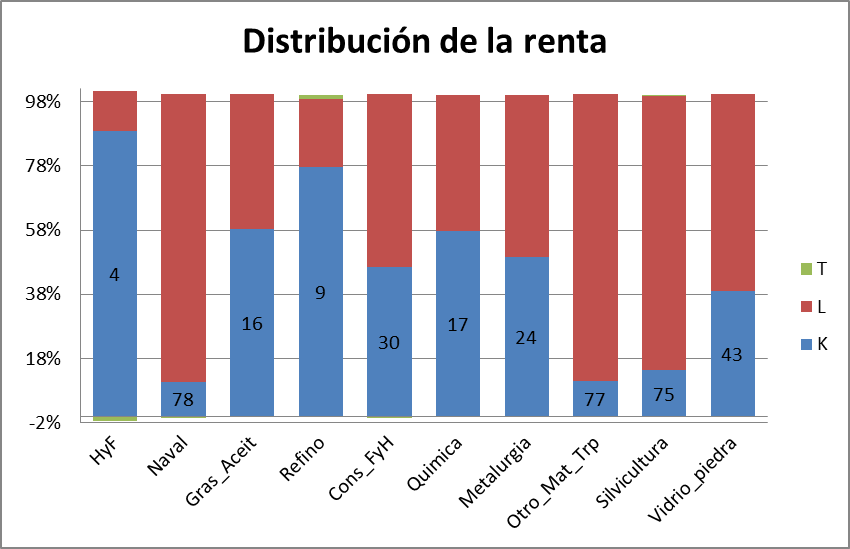 Distribución de la renta
98%
78%
58%
38%
18%
-2%
4
78
16
9
30
17
24
77
75
43
HyF
Naval
Gras_Aceit
Refino
Cons_FyH
Quimica
Metalurgia
Otro_Mat_Trp
Silvicultura
Vidrio_piedra
T
L
K